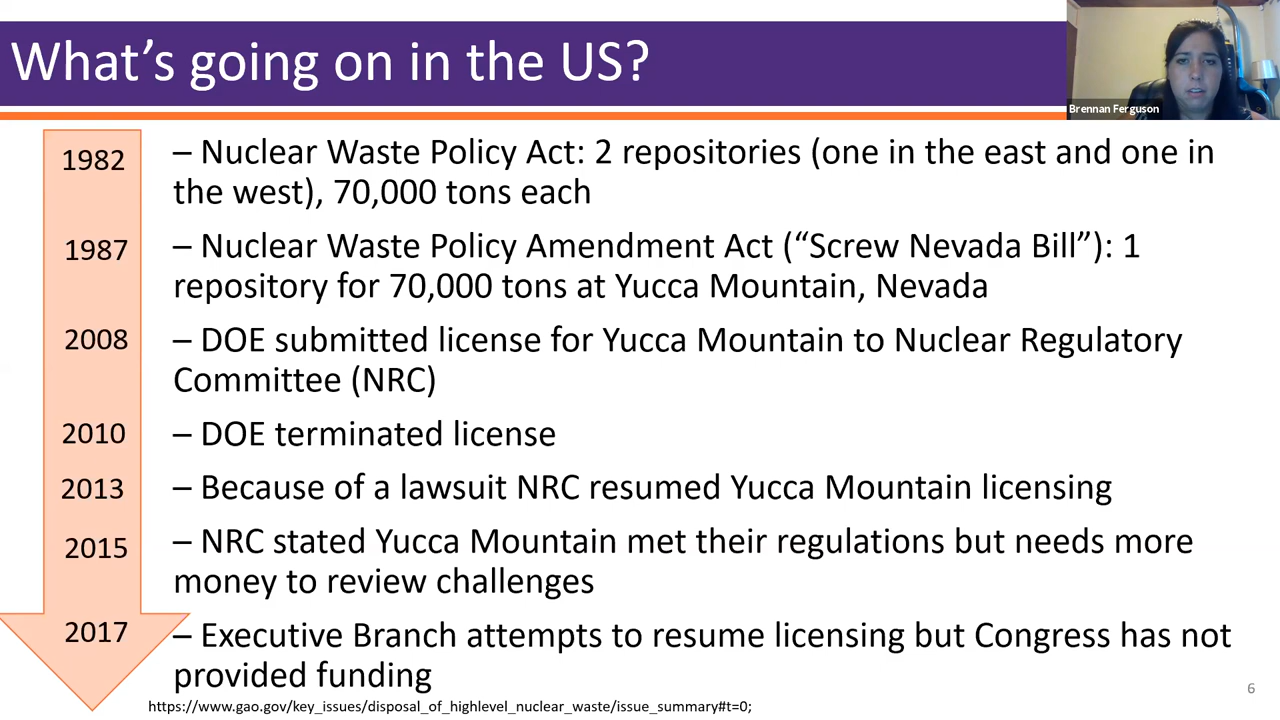 What's going on in the US?
Brennan Ferguson
1982
– Nuclear Waste Policy Act: 2 repositories (one in the east and one in
the west), 70,000 tons each
1987
– Nuclear Waste Policy Amendment Act (“Screw Nevada Bill”): 1
repository for 70,000 tons at Yucca Mountain, Nevada
2008
– DOE submitted license for Yucca Mountain to Nuclear Regulatory
Committee (NRC)
2010
– DOE terminated license
2013
– Because of a lawsuit NRC resumed Yucca Mountain licensing
2015
– NRC stated Yucca Mountain met their regulations but needs more
money to review challenges
2017
– Executive Branch attempts to resume licensing but Congress has not
provided funding
https://www.gao.gov/key_issues/disposal_of_highlevel_nuclear_waste/issue_summary#t=0;
6